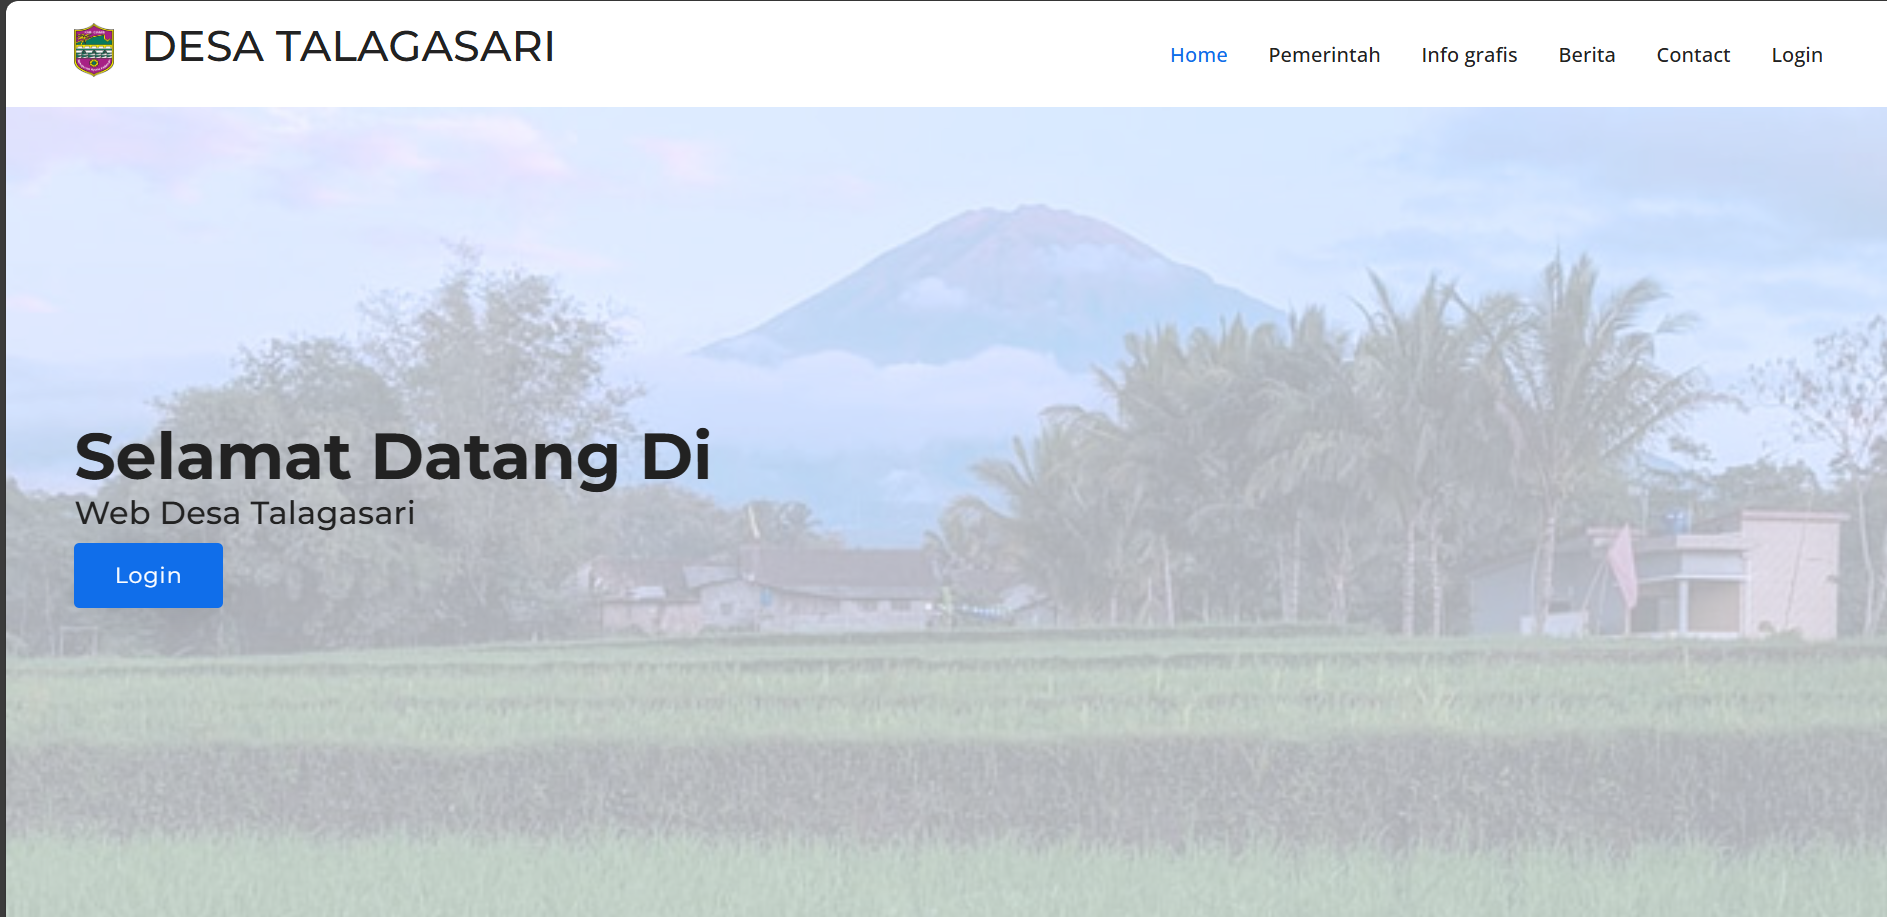 DESA TALAGASARI
Home Pemerintah Info grafis Berita Contact Login
Selamat Datang Di
Web Desa Talagasari
Login